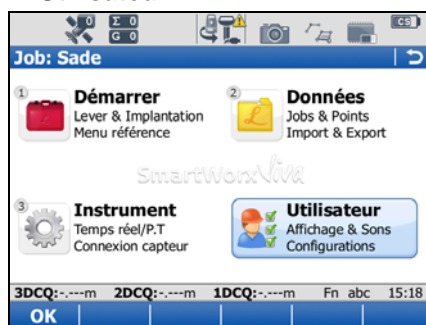 Σ 0
G 0
0
CS
Job: Sade
1 Démarrer
Lever & Implantation
Menu référence
2 Données
Jobs & Points
Import & Export
SmartWorx Viva
3 Instrument
Temps réel/P.T
Connexion capteur
Utilisateur
Affichage & Sons
Configurations
3DCQ:-.---m 2DCQ:-.---m 1DCQ:-.---m Fn abc 15:18
OK